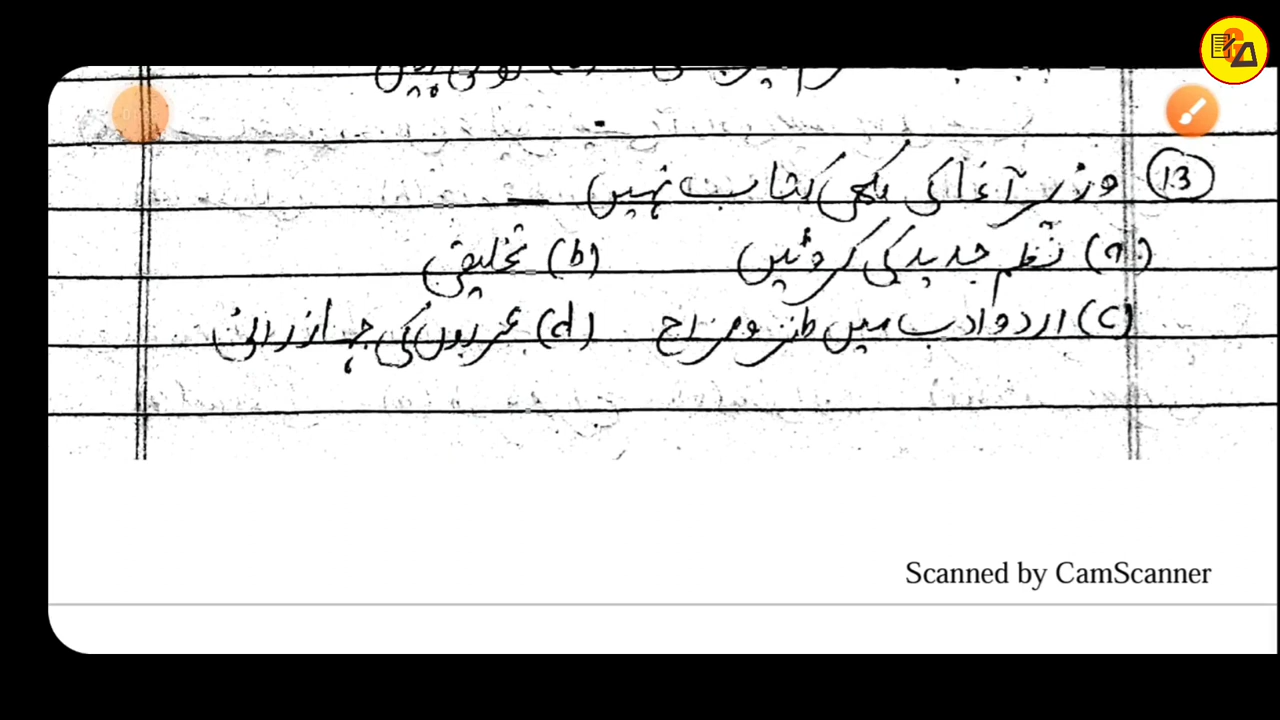 (13) وزیر آغا کی لکھی کتاب نہیں
(a) نظم جدید کی کروٹیں (b) تخلیقی
(c) اردو ادب میں طنز و مزاح (d) عربوں کی جہاز رانی
Scanned by CamScanner